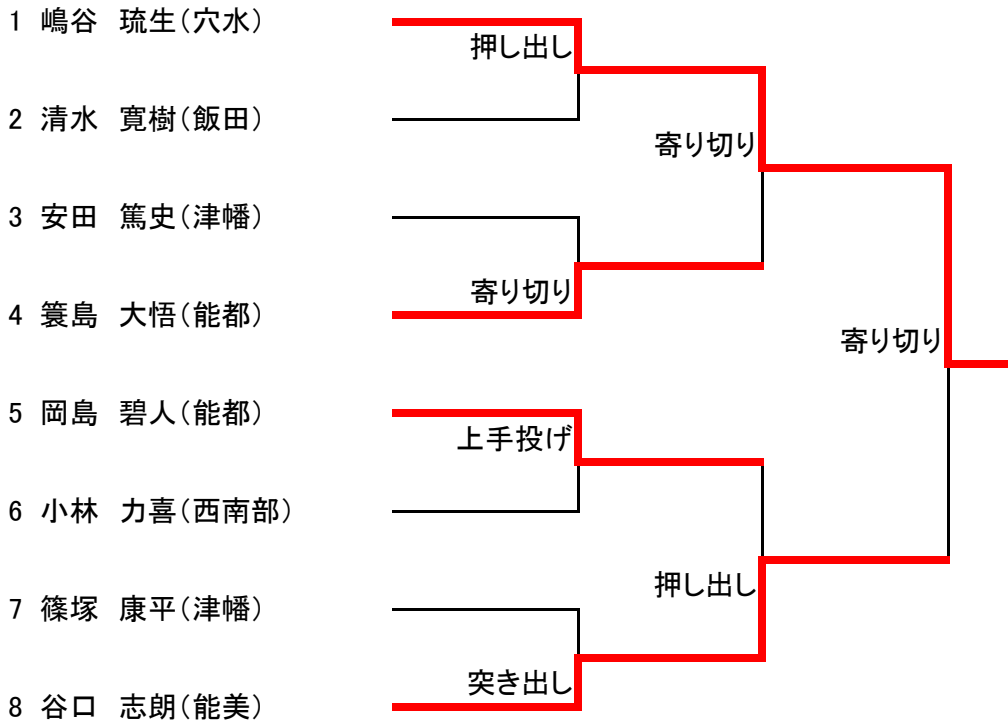 1 嶋谷 琉生(穴水)
押し出し
2 清水 寛樹(飯田)
寄り切り
3 安田 篤史(津幡)
寄り切り
4 簑島 大悟(能都)
寄り切り
5 岡島 碧人(能都)
上手投げ
6 小林 力喜(西南部)
押し出し
7 篠塚 康平(津幡)
突き出し
8 谷口 志朗(能美)